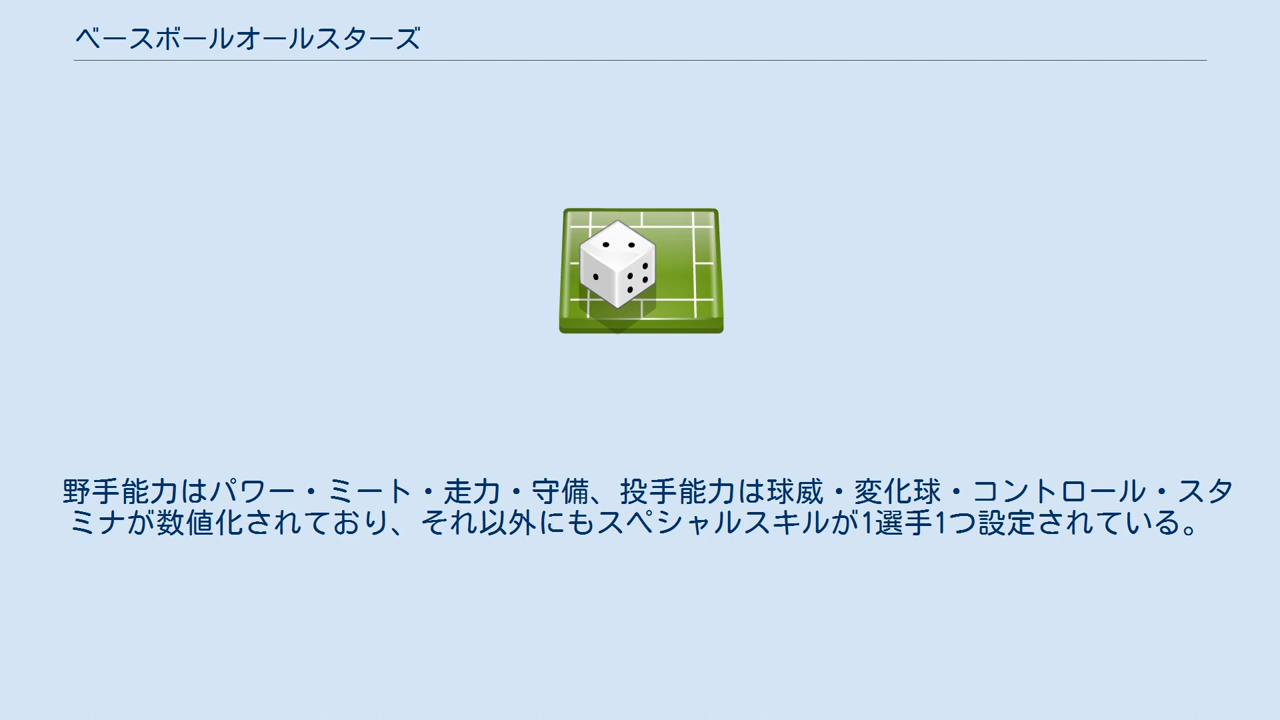 ベースボールオールスターズ
野手能力はパワー・ミート・走力・守備、投手能力は球威・変化球・コントロール・スタ
ミナが数値化されており、それ以外にもスペシャルスキルが1選手1つ設定されている。